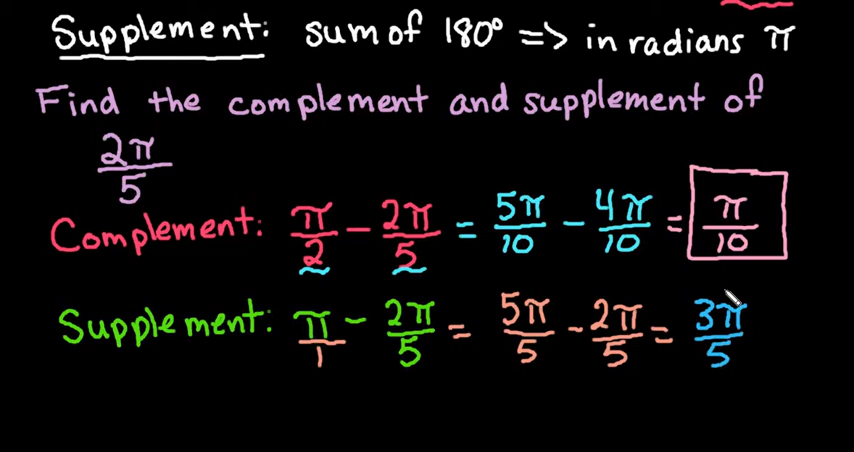 Supplement: sum of 180° => in radians π
Find the complement and supplement of
2π/5
Complement: π/2 - 2π/5 = 5π/10 - 4π/10 = π/10
Supplement: π/1 - 2π/5 = 5π/5 - 2π/5 = 3π/5